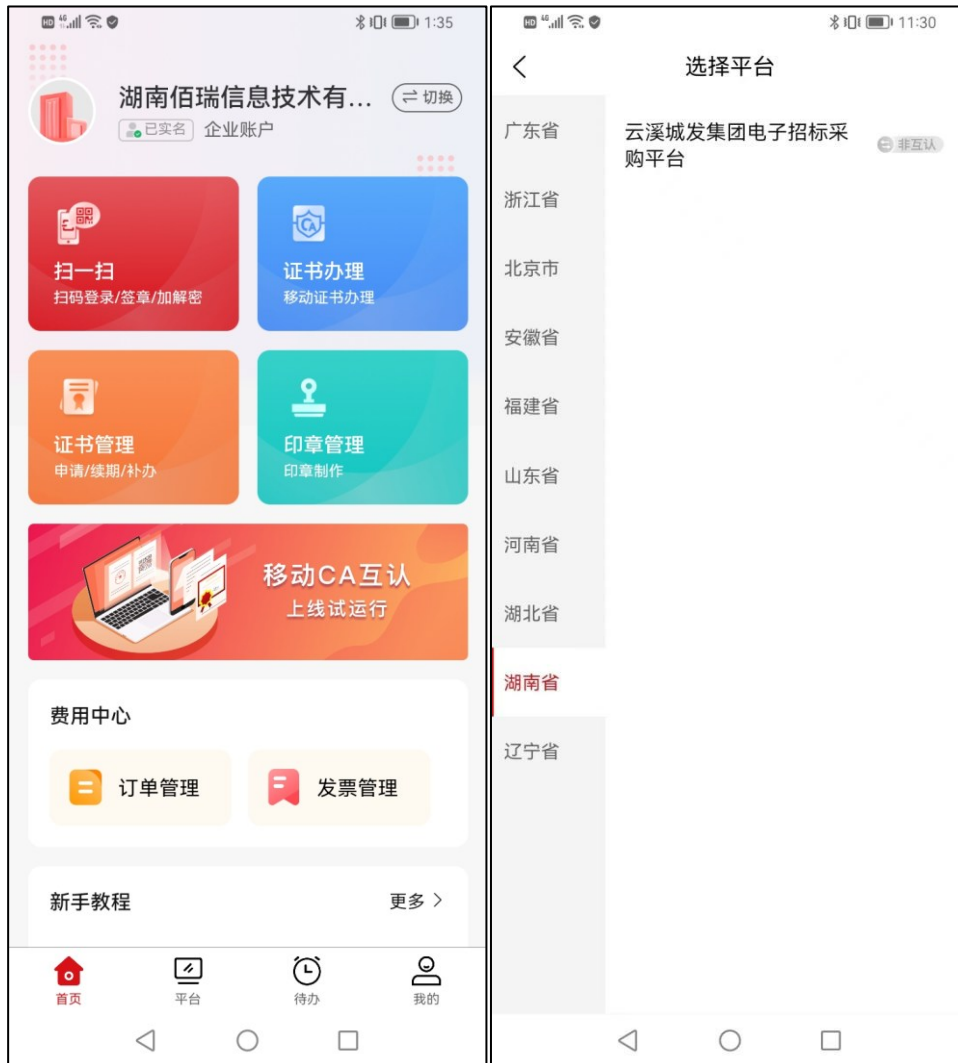 HD 4G 1:35
湖南佰瑞信息技术有... 切换
已实名 企业账户
扫一扫
扫码登录/签章/加解密
CA
证书办理
移动证书办理
证书管理
申请/续期/补办
印章管理
印章制作
移动CA互认
上线试运行
费用中心
订单管理
发票管理
新手教程 更多
首页 平台 待办 我的
HD 4G 11:30
选择平台
广东省
浙江省
北京市
安徽省
福建省
山东省
河南省
湖北省
湖南省
辽宁省
云溪城发集团电子招标采
购平台
非互认